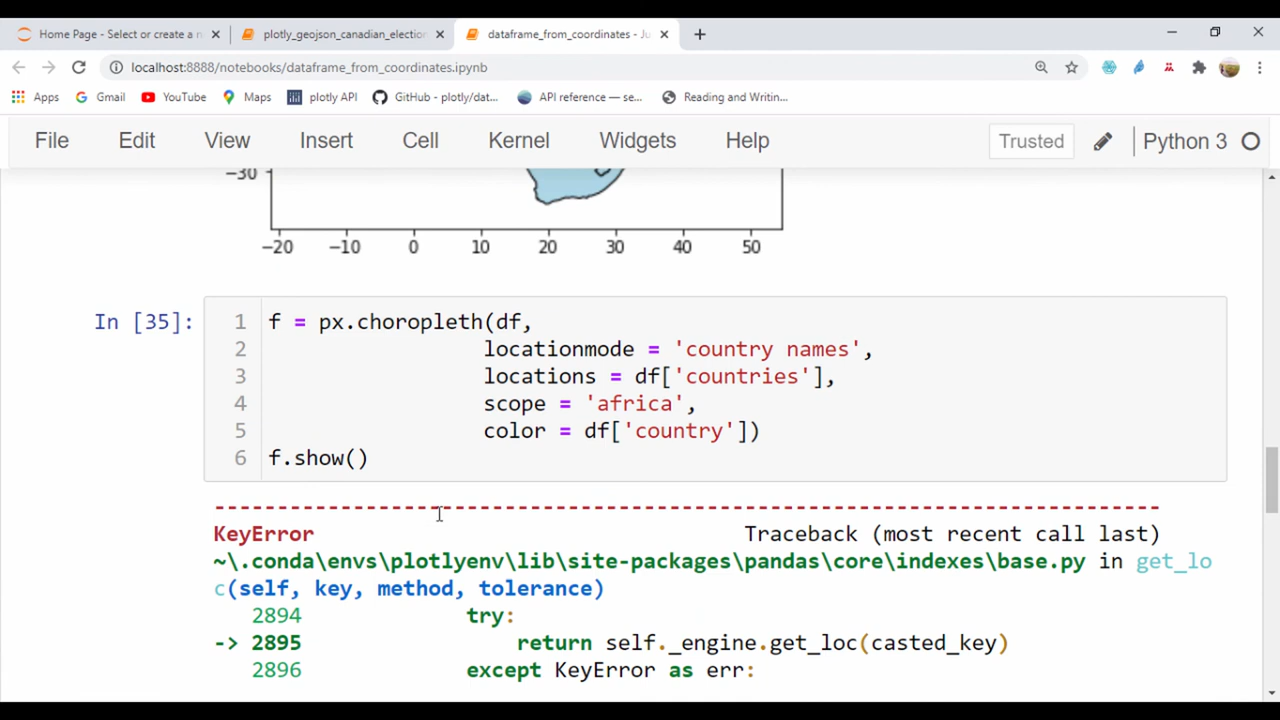 Home Page - Select or create a n
plotly_geojson_canadian_election
dataframe_from_coordinates - Ju
localhost:8888/notebooks/dataframe_from_coordinates.ipynb
Apps Gmail YouTube Maps plotly API GitHub - plotly/dat... API reference — se... Reading and Writin...
File Edit View Insert Cell Kernel Widgets Help Trusted Python 3
−30
−20 −10 0 10 20 30 40 50
In [35]:
1 f = px.choropleth(df,
2 locationmode = 'country names',
3 locations = df['countries'],
4 scope = 'africa',
5 color = df['country'])
6 f.show()
---------------------------------------------------------------------------
KeyError Traceback (most recent call last)
~\.conda\envs\plotlyenv\lib\site-packages\pandas\core\indexes\base.py in get_lo
c(self, key, method, tolerance)
2894 try:
-> 2895 return self._engine.get_loc(casted_key)
2896 except KeyError as err: